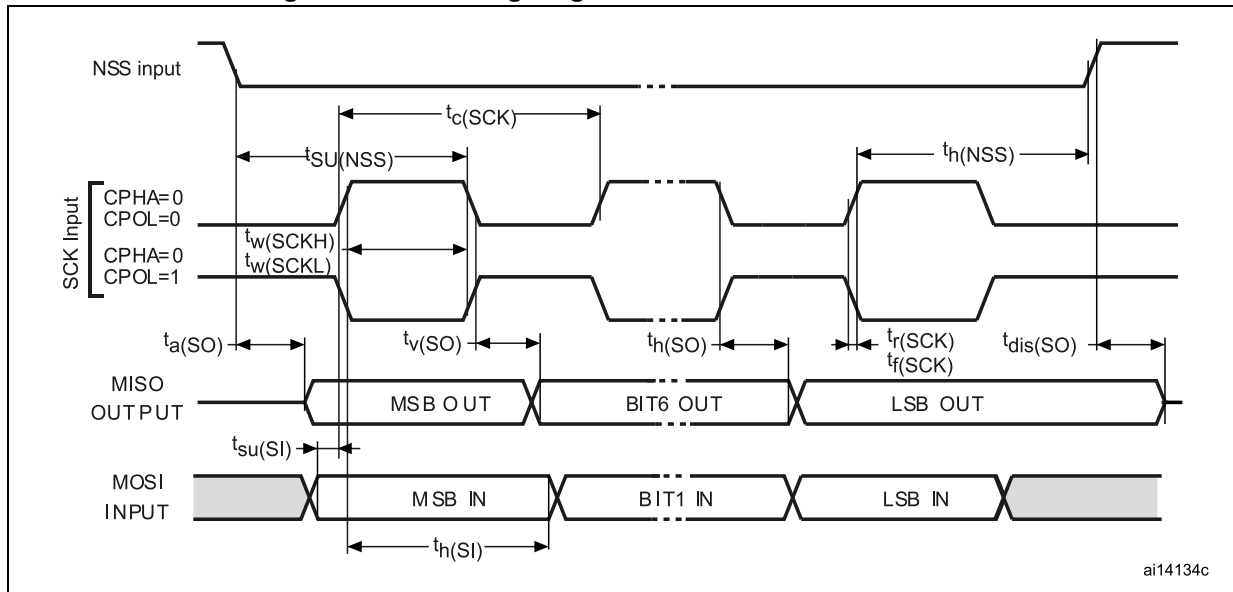 NSS input
tc(SCK)
tSU(NSS)
th(NSS)
SCK Input
CPHA=0
CPOL=0
tw(SCKH)
CPHA=0
tw(SCKL)
CPOL=1
ta(SO)
tv(SO)
th(SO)
tr(SCK)
tf(SCK)
tdis(SO)
MISO
OUTPUT
MSB OUT
BIT6 OUT
LSB OUT
tsu(SI)
MOSI
INPUT
MSB IN
BIT1 IN
LSB IN
th(SI)
ai14134c